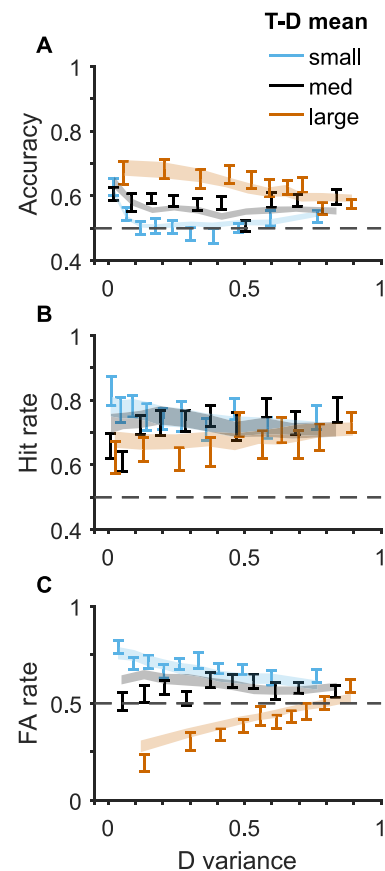 T-D mean
A
small
med
large
1
0.8
0.6
0.4
Accuracy
0
0.5
1
B
1
0.8
0.6
0.4
Hit rate
0
0.5
1
C
1
0.5
0
FA rate
0
0.5
1
D variance